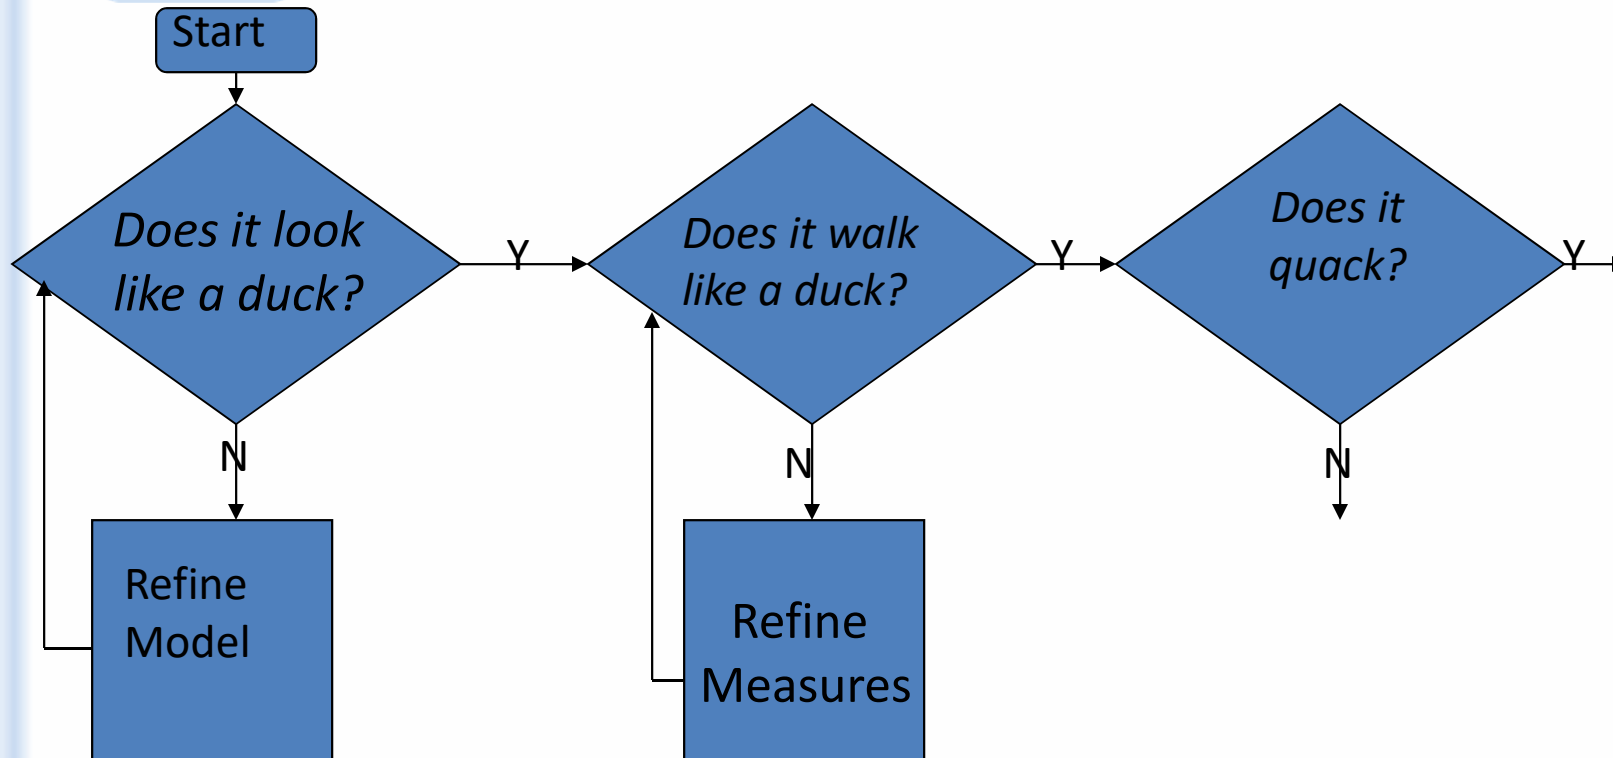 Start
Does it look
like a duck?
Y
Does it walk
like a duck?
Y
Does it
quack?
Y
N
N
N
Refine
Model
Refine
Measures